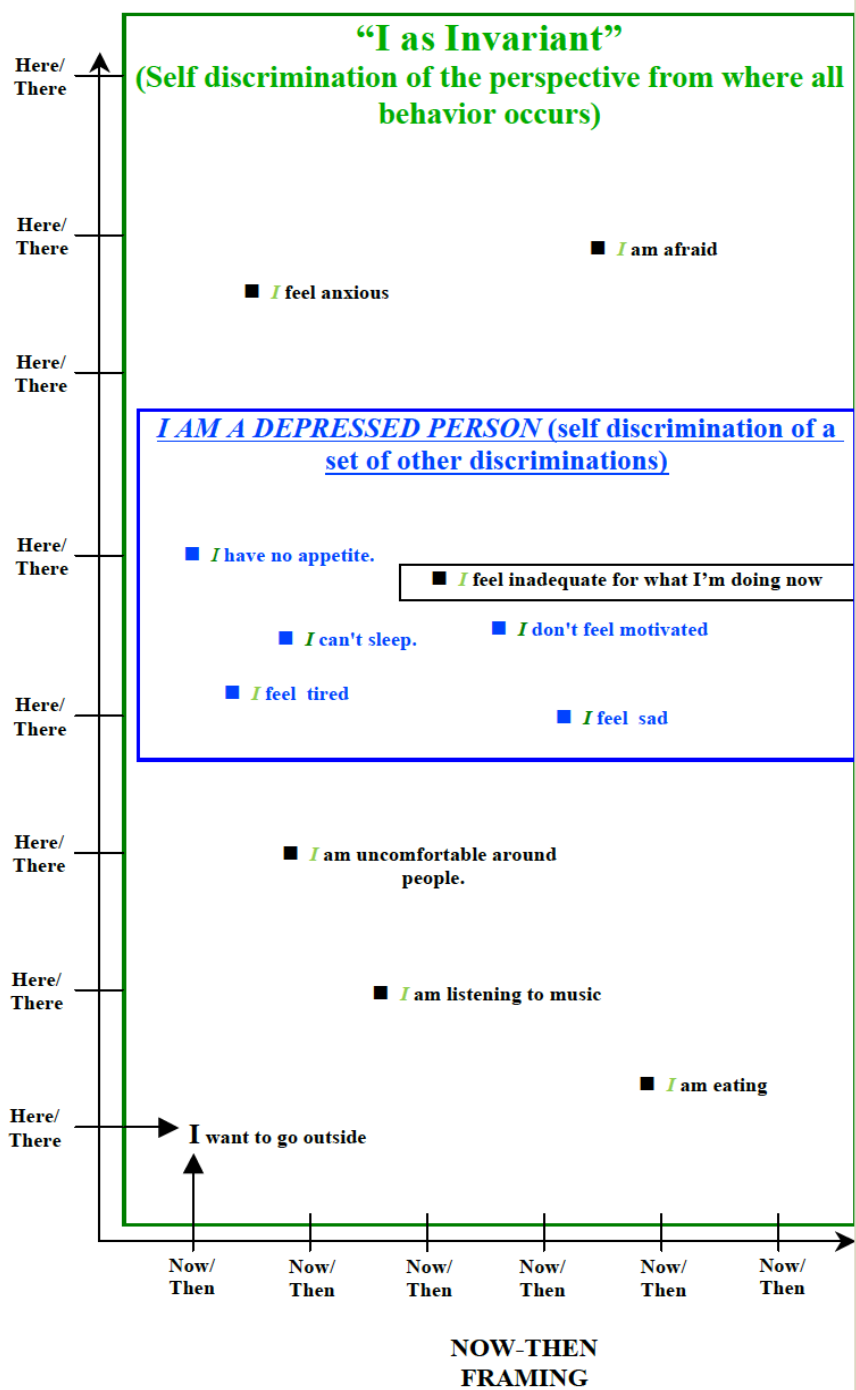 “I as Invariant”
(Self discrimination of the perspective from where all
behavior occurs)
Here/
There
Here/
There
■ I am afraid
■ I feel anxious
Here/
There
I AM A DEPRESSED PERSON (self discrimination of a
set of other discriminations)
Here/
There
■ I have no appetite.
■ I feel inadequate for what I’m doing now
■ I can't sleep.
■ I don't feel motivated
■ I feel tired
■ I feel sad
Here/
There
Here/
There
■ I am uncomfortable around
people.
Here/
There
■ I am listening to music
■ I am eating
Here/
There
I want to go outside
Now/
Then
Now/
Then
Now/
Then
Now/
Then
Now/
Then
Now/
Then
NOW-THEN
FRAMING